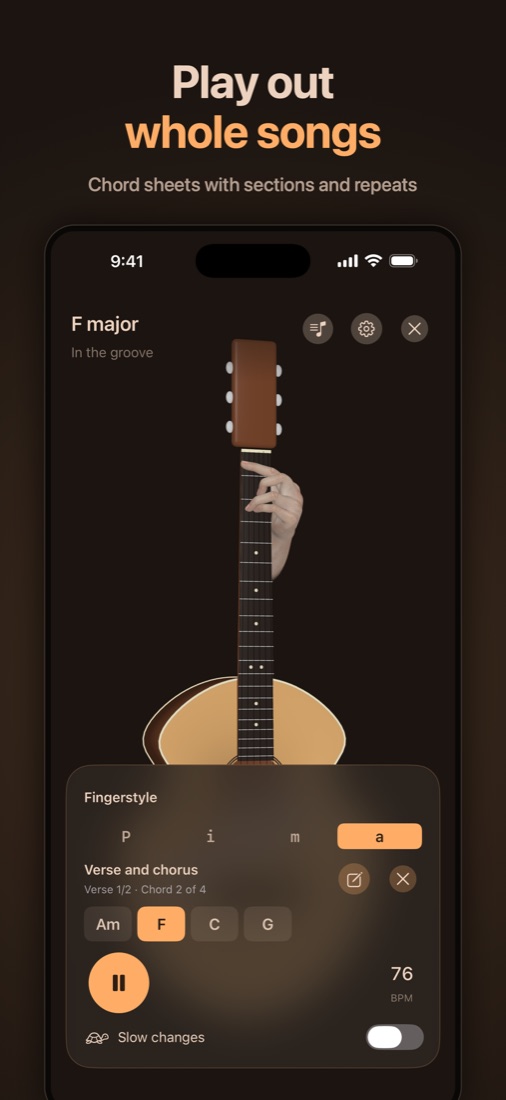 Play out
whole songs
Chord sheets with sections and repeats
9:41
F major
In the groove
Fingerstyle
P i m a
Verse and chorus
Verse 1/2 · Chord 2 of 4
Am F C G
76
BPM
Slow changes